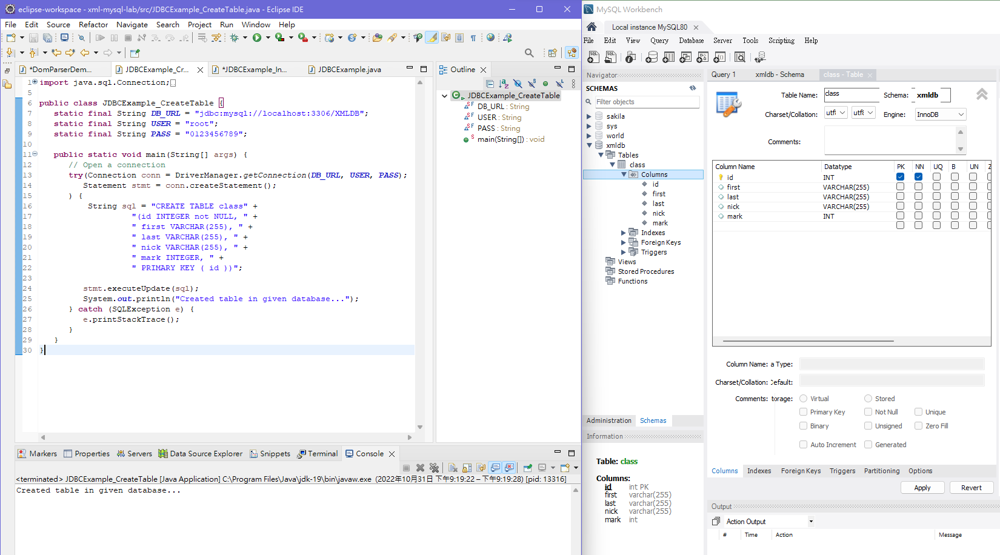 eclipse-workspace - xml-mysql-lab/src/JDBCExample_CreateTable.java - Eclipse IDE
File Edit Source Refactor Navigate Search Project Run Window Help
*DomParserDem... JDBCExample_Cr... *JDBCExample_In... JDBCExample.java
1 import java.sql.Connection;
5
6 public class JDBCExample_CreateTable {
7 static final String DB_URL = "jdbc:mysql://localhost:3306/XMLDB";
8 static final String USER = "root";
9 static final String PASS = "0123456789";
10
11 public static void main(String[] args) {
12 // Open a connection
13 try(Connection conn = DriverManager.getConnection(DB_URL, USER, PASS);
14 Statement stmt = conn.createStatement();
15 ) {
16 String sql = "CREATE TABLE class" +
17 "(id INTEGER not NULL, " +
18 " first VARCHAR(255), " +
19 " last VARCHAR(255), " +
20 " nick VARCHAR(255), " +
21 " mark INTEGER, " +
22 " PRIMARY KEY ( id ))";
23
24 stmt.executeUpdate(sql);
25 System.out.println("Created table in given database...");
26 } catch (SQLException e) {
27 e.printStackTrace();
28 }
29 }
30 }
Outline
JDBCExample_CreateTable
DB_URL : String
USER : String
PASS : String
main(String[]) : void
Markers Properties Servers Data Source Explorer Snippets Terminal Console
<terminated> JDBCExample_CreateTable [Java Application] C:\Program Files\Java\jdk-19\bin\javaw.exe (2022年10月31日 下午9:19:22 – 下午9:19:28) [pid: 13316]
Created table in given database...
MySQL Workbench
Local instance MySQL80
File Edit View Query Database Server Tools Scripting Help
Navigator
SCHEMAS
Filter objects
sakila
sys
world
xmldb
Tables
class
Columns
id
first
last
nick
mark
Indexes
Foreign Keys
Triggers
Views
Stored Procedures
Functions
Administration Schemas
Information
Table: class
Columns:
id int PK
first varchar(255)
last varchar(255)
nick varchar(255)
mark int
Query 1 xmldb - Schema class - Table
Table Name: class Schema: xmldb
Charset/Collation: utf8 utf8 Engine: InnoDB
Comments:
Column Name Datatype PK NN UQ B UN Z
id INT
first VARCHAR(255)
last VARCHAR(255)
nick VARCHAR(255)
mark INT
Column Name: a Type:
Charset/Collation: Default:
Comments: torage: Virtual Stored
Primary Key Not Null Unique
Binary Unsigned Zero Fill
Auto Increment Generated
Columns Indexes Foreign Keys Triggers Partitioning Options
Apply Revert
Output
Action Output
# Time Action Message